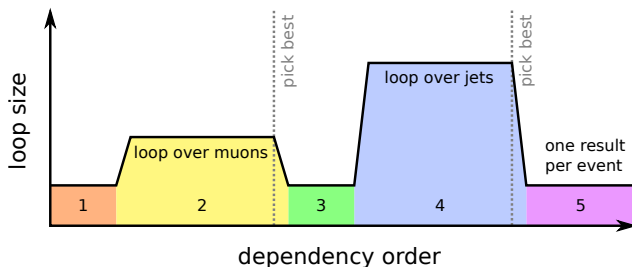 loop size
loop over muons
pick best
loop over jets
pick best
one result
per event
1
2
3
4
5
dependency order